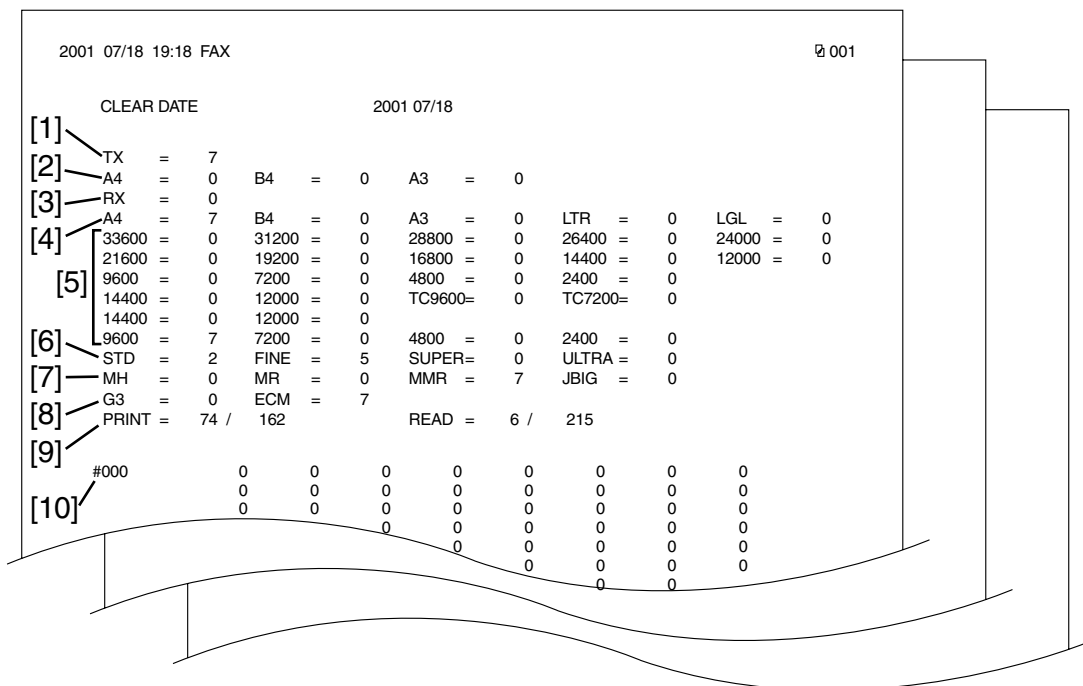 2001 07/18 19:18 FAX 001
CLEAR DATE 2001 07/18
[1]
TX = 7
[2]
A4 = 0 B4 = 0 A3 = 0
[3]
RX = 0
[4]
A4 = 7 B4 = 0 A3 = 0 LTR = 0 LGL = 0
[5]
33600 = 0 31200 = 0 28800 = 0 26400 = 0 24000 = 0
21600 = 0 19200 = 0 16800 = 0 14400 = 0 12000 = 0
9600 = 0 7200 = 0 4800 = 0 2400 = 0
14400 = 0 12000 = 0 TC9600= 0 TC7200= 0
14400 = 0 12000 = 0
9600 = 7 7200 = 0 4800 = 0 2400 = 0
[6]
STD = 2 FINE = 5 SUPER= 0 ULTRA = 0
[7]
MH = 0 MR = 0 MMR = 7 JBIG = 0
[8]
G3 = 0 ECM = 7
[9]
PRINT = 74 / 162 READ = 6 / 215
[10]
#000 0 0 0 0 0 0 0 0
0 0 0 0 0 0 0 0
0 0 0 0 0 0 0 0
0 0 0 0 0 0
0 0 0 0 0
0 0 0 0
0 0